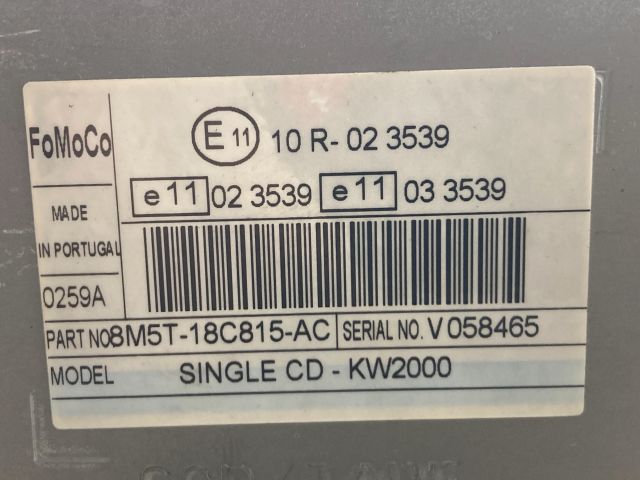 FoMoCo
E 11 10 R- 02 3539
e 11 02 3539 e 11 03 3539
MADE
IN PORTUGAL
0259A
PART NO 8M5T-18C815-AC SERIAL NO. V 058465
MODEL SINGLE CD - KW2000